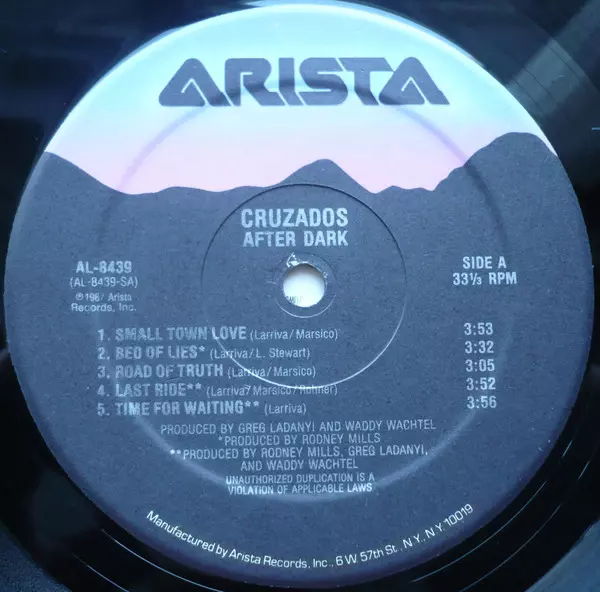 ARISTA
CRUZADOS
AFTER DARK
AL-8439
(AL-8439-SA)
℗1987 Arista
Records, Inc.
SIDE A
33⅓ RPM
1. SMALL TOWN LOVE (Larriva/Marsico) 3:53
2. BED OF LIES* (Larriva/L. Stewart) 3:32
3. ROAD OF TRUTH (Larriva/Marsico) 3:05
4. LAST RIDE** (Larriva/Marsico/Rohner) 3:52
5. TIME FOR WAITING** (Larriva) 3:56
PRODUCED BY GREG LADANYI AND WADDY WACHTEL
*PRODUCED BY RODNEY MILLS
**PRODUCED BY RODNEY MILLS, GREG LADANYI,
AND WADDY WACHTEL
UNAUTHORIZED DUPLICATION IS A
VIOLATION OF APPLICABLE LAWS
Manufactured by Arista Records, Inc., 6 W. 57th St., N.Y., N.Y. 10019